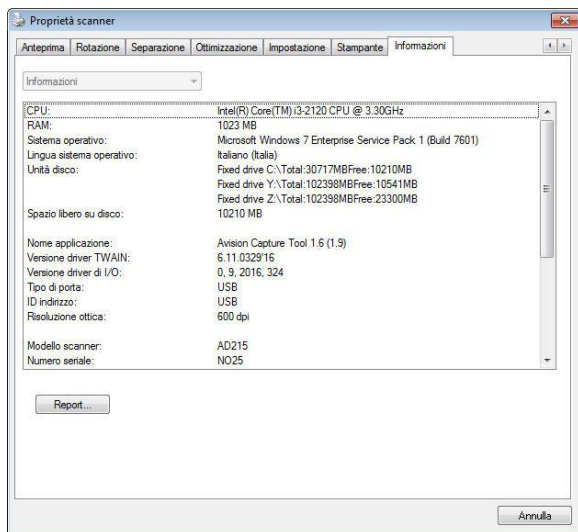 Proprietà scanner
Anteprima Rotazione Separazione Ottimizzazione Impostazione Stampante Informazioni
Informazioni
CPU: Intel(R) Core(TM) i3-2120 CPU @ 3.30GHz
RAM: 1023 MB
Sistema operativo: Microsoft Windows 7 Enterprise Service Pack 1 (Build 7601)
Lingua sistema operativo: Italiano (Italia)
Unità disco: Fixed drive C:\Total:30717MBFree:10210MB
Fixed drive Y:\Total:102398MBFree:10541MB
Fixed drive Z:\Total:102398MBFree:23300MB
Spazio libero su disco: 10210 MB
Nome applicazione: Avision Capture Tool 1.6 (1.9)
Versione driver TWAIN: 6.11.0329'16
Versione driver di I/O: 0, 9, 2016, 324
Tipo di porta: USB
ID indirizzo: USB
Risoluzione ottica: 600 dpi
Modello scanner: AD215
Numero seriale: NO25
Report...
Annulla